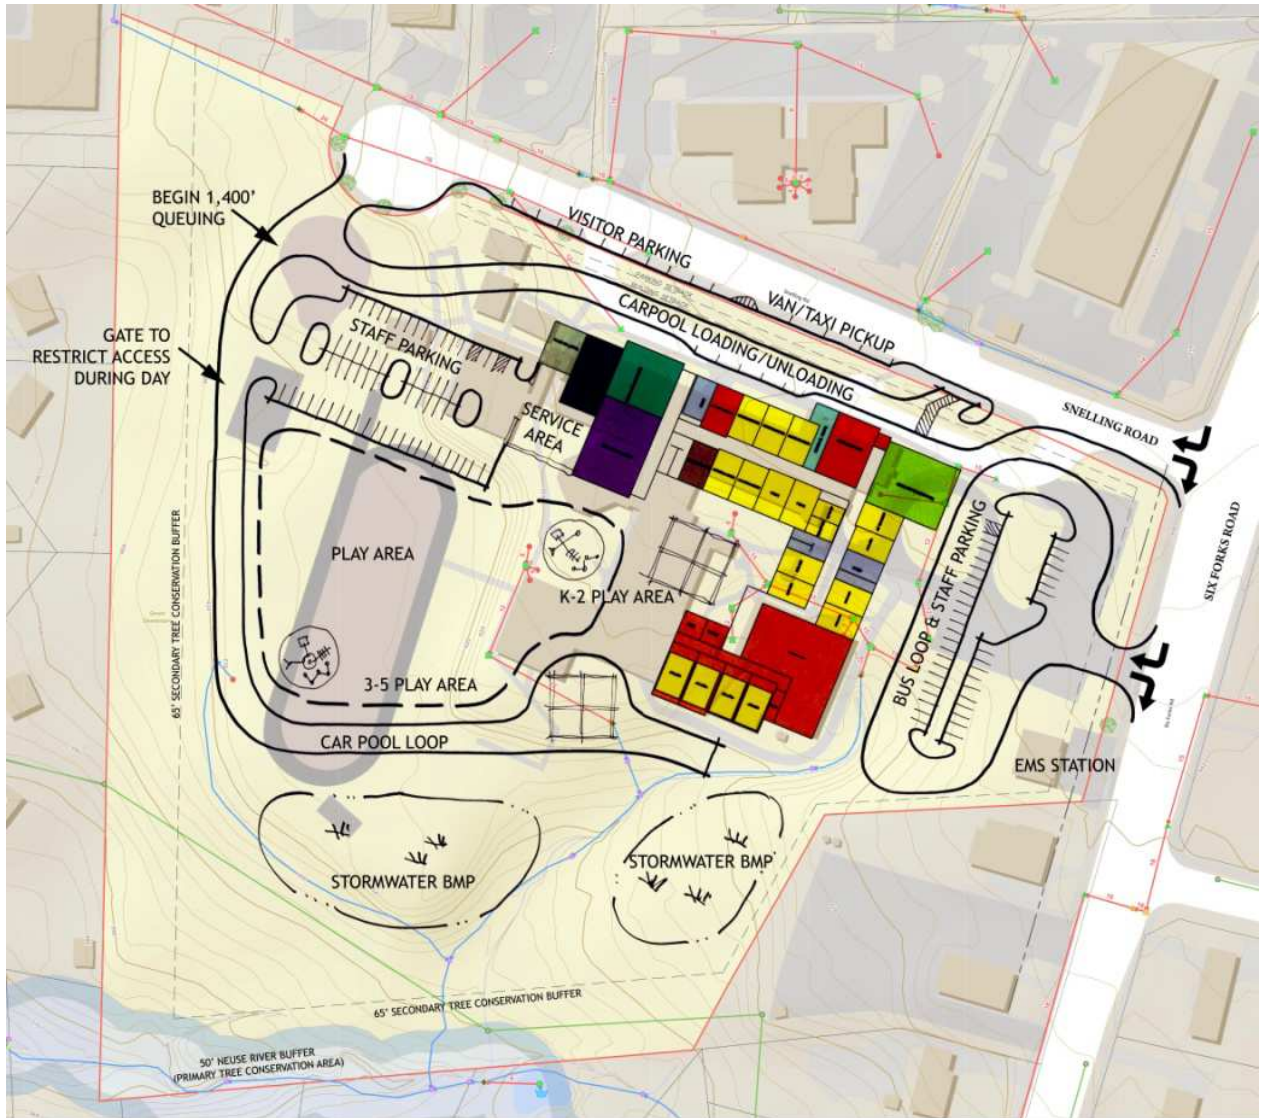 BEGIN 1,400'
QUEUING
VISITOR PARKING
VAN/TAXI PICKUP
CARPOOL LOADING/UNLOADING
GATE TO
RESTRICT ACCESS
DURING DAY
STAFF PARKING
SERVICE
AREA
SNELLING ROAD
SIX FORKS ROAD
PLAY AREA
K-2 PLAY AREA
BUS LOOP & STAFF PARKING
65' SECONDARY TREE CONSERVATION BUFFER
3-5 PLAY AREA
CAR POOL LOOP
EMS STATION
STORMWATER BMP
STORMWATER BMP
65' SECONDARY TREE CONSERVATION BUFFER
50' NEUSE RIVER BUFFER
(PRIMARY TREE CONSERVATION AREA)